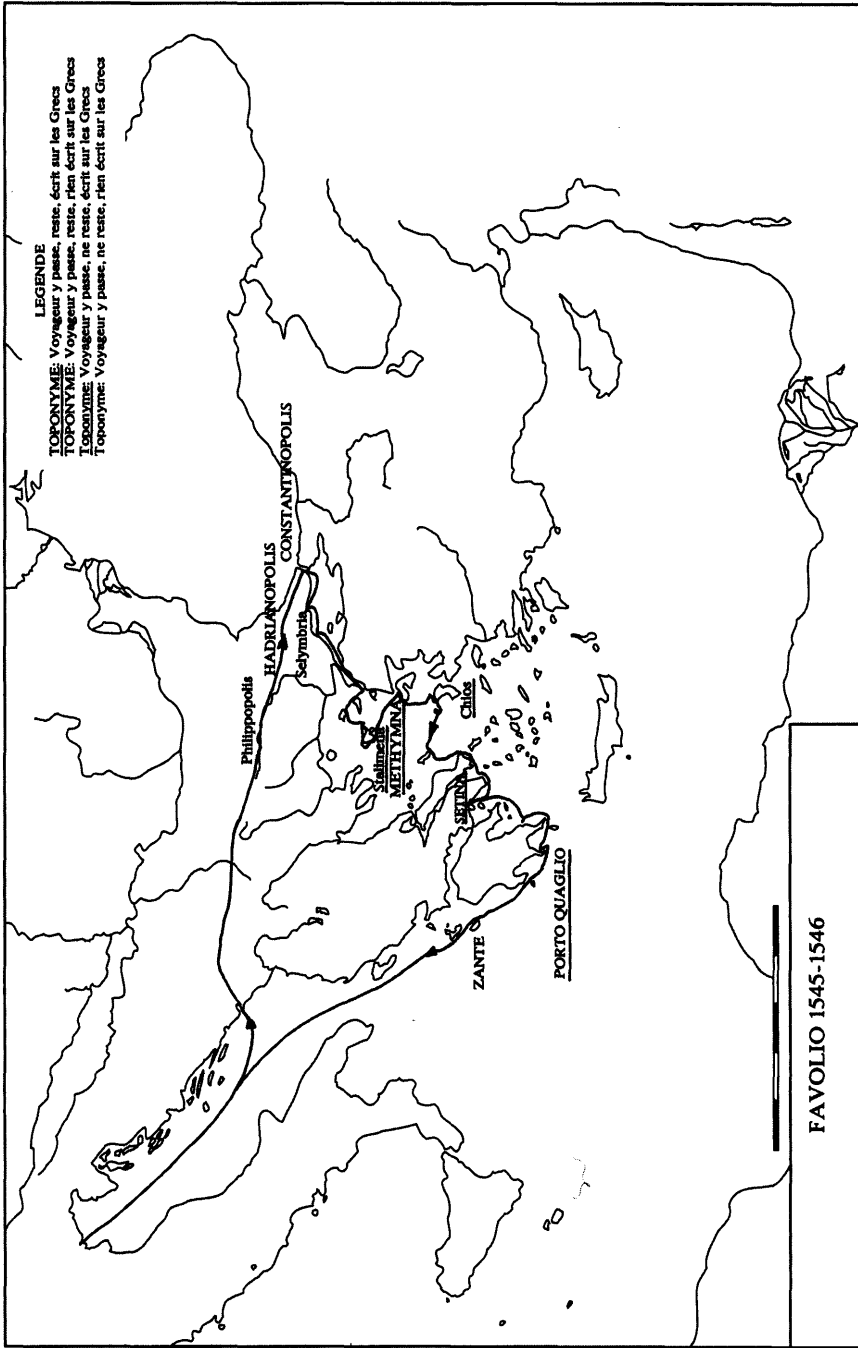 LEGENDE
TOPONYME: Voyageur y passe, reste, écrit sur les Grecs
TOPONYME: Voyageur y passe, reste, rien écrit sur les Grecs
Toponyme: Voyageur y passe, ne reste, écrit sur les Grecs
Toponyme: Voyageur y passe, ne reste, rien écrit sur les Grecs
CONSTANTINOPOLIS
HADRIANOPOLIS
Selymbria
Philippopolis
Chios
Stalimena
METHYMNA
SETINA
PORTO QUAGLIO
ZANTE
FAVOLIO 1545-1546